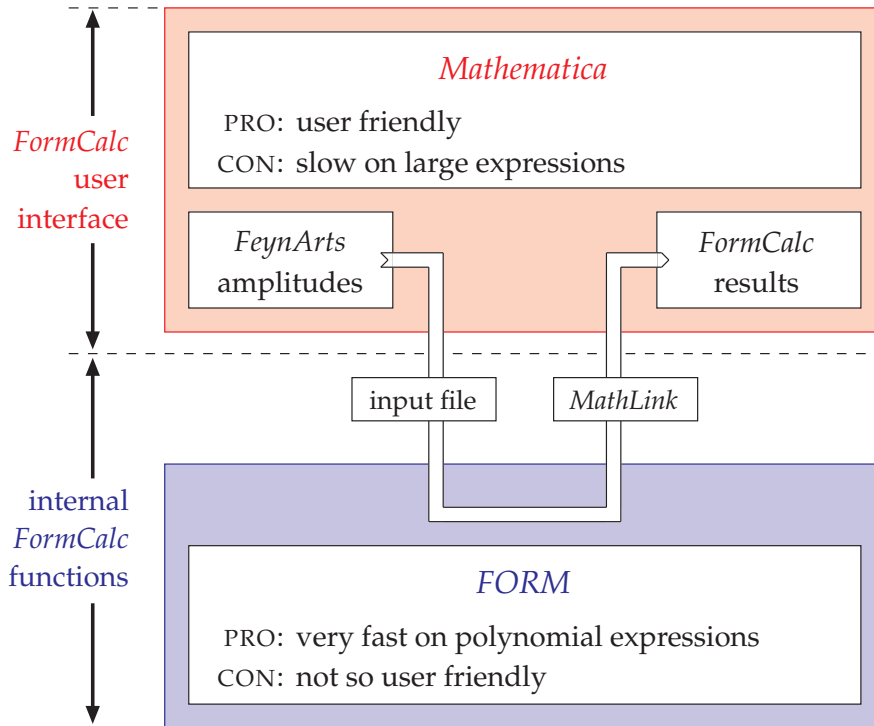 Mathematica
PRO: user friendly
CON: slow on large expressions
FormCalc
user
interface
FeynArts
amplitudes
FormCalc
results
input file
MathLink
internal
FormCalc
functions
FORM
PRO: very fast on polynomial expressions
CON: not so user friendly